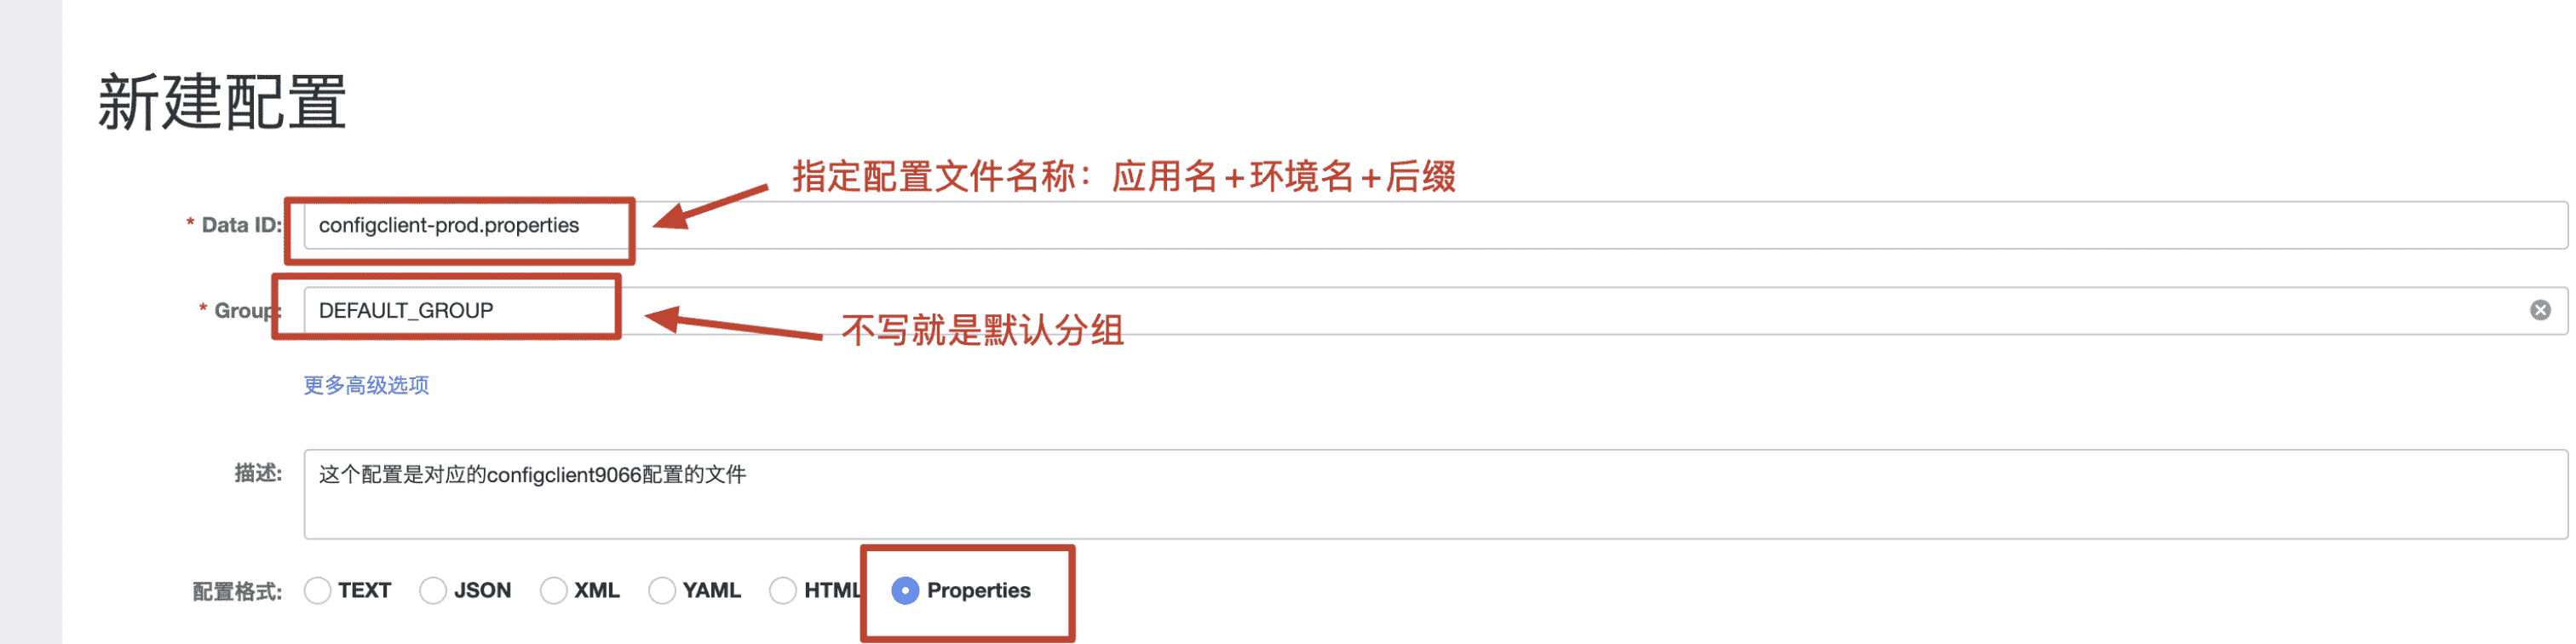 新建配置
指定配置文件名称：应用名+环境名+后缀
* Data ID: configclient-prod.properties
* Group: DEFAULT_GROUP
不写就是默认分组
更多高级选项
描述: 这个配置是对应的configclient9066配置的文件
配置格式: TEXT JSON XML YAML HTML Properties